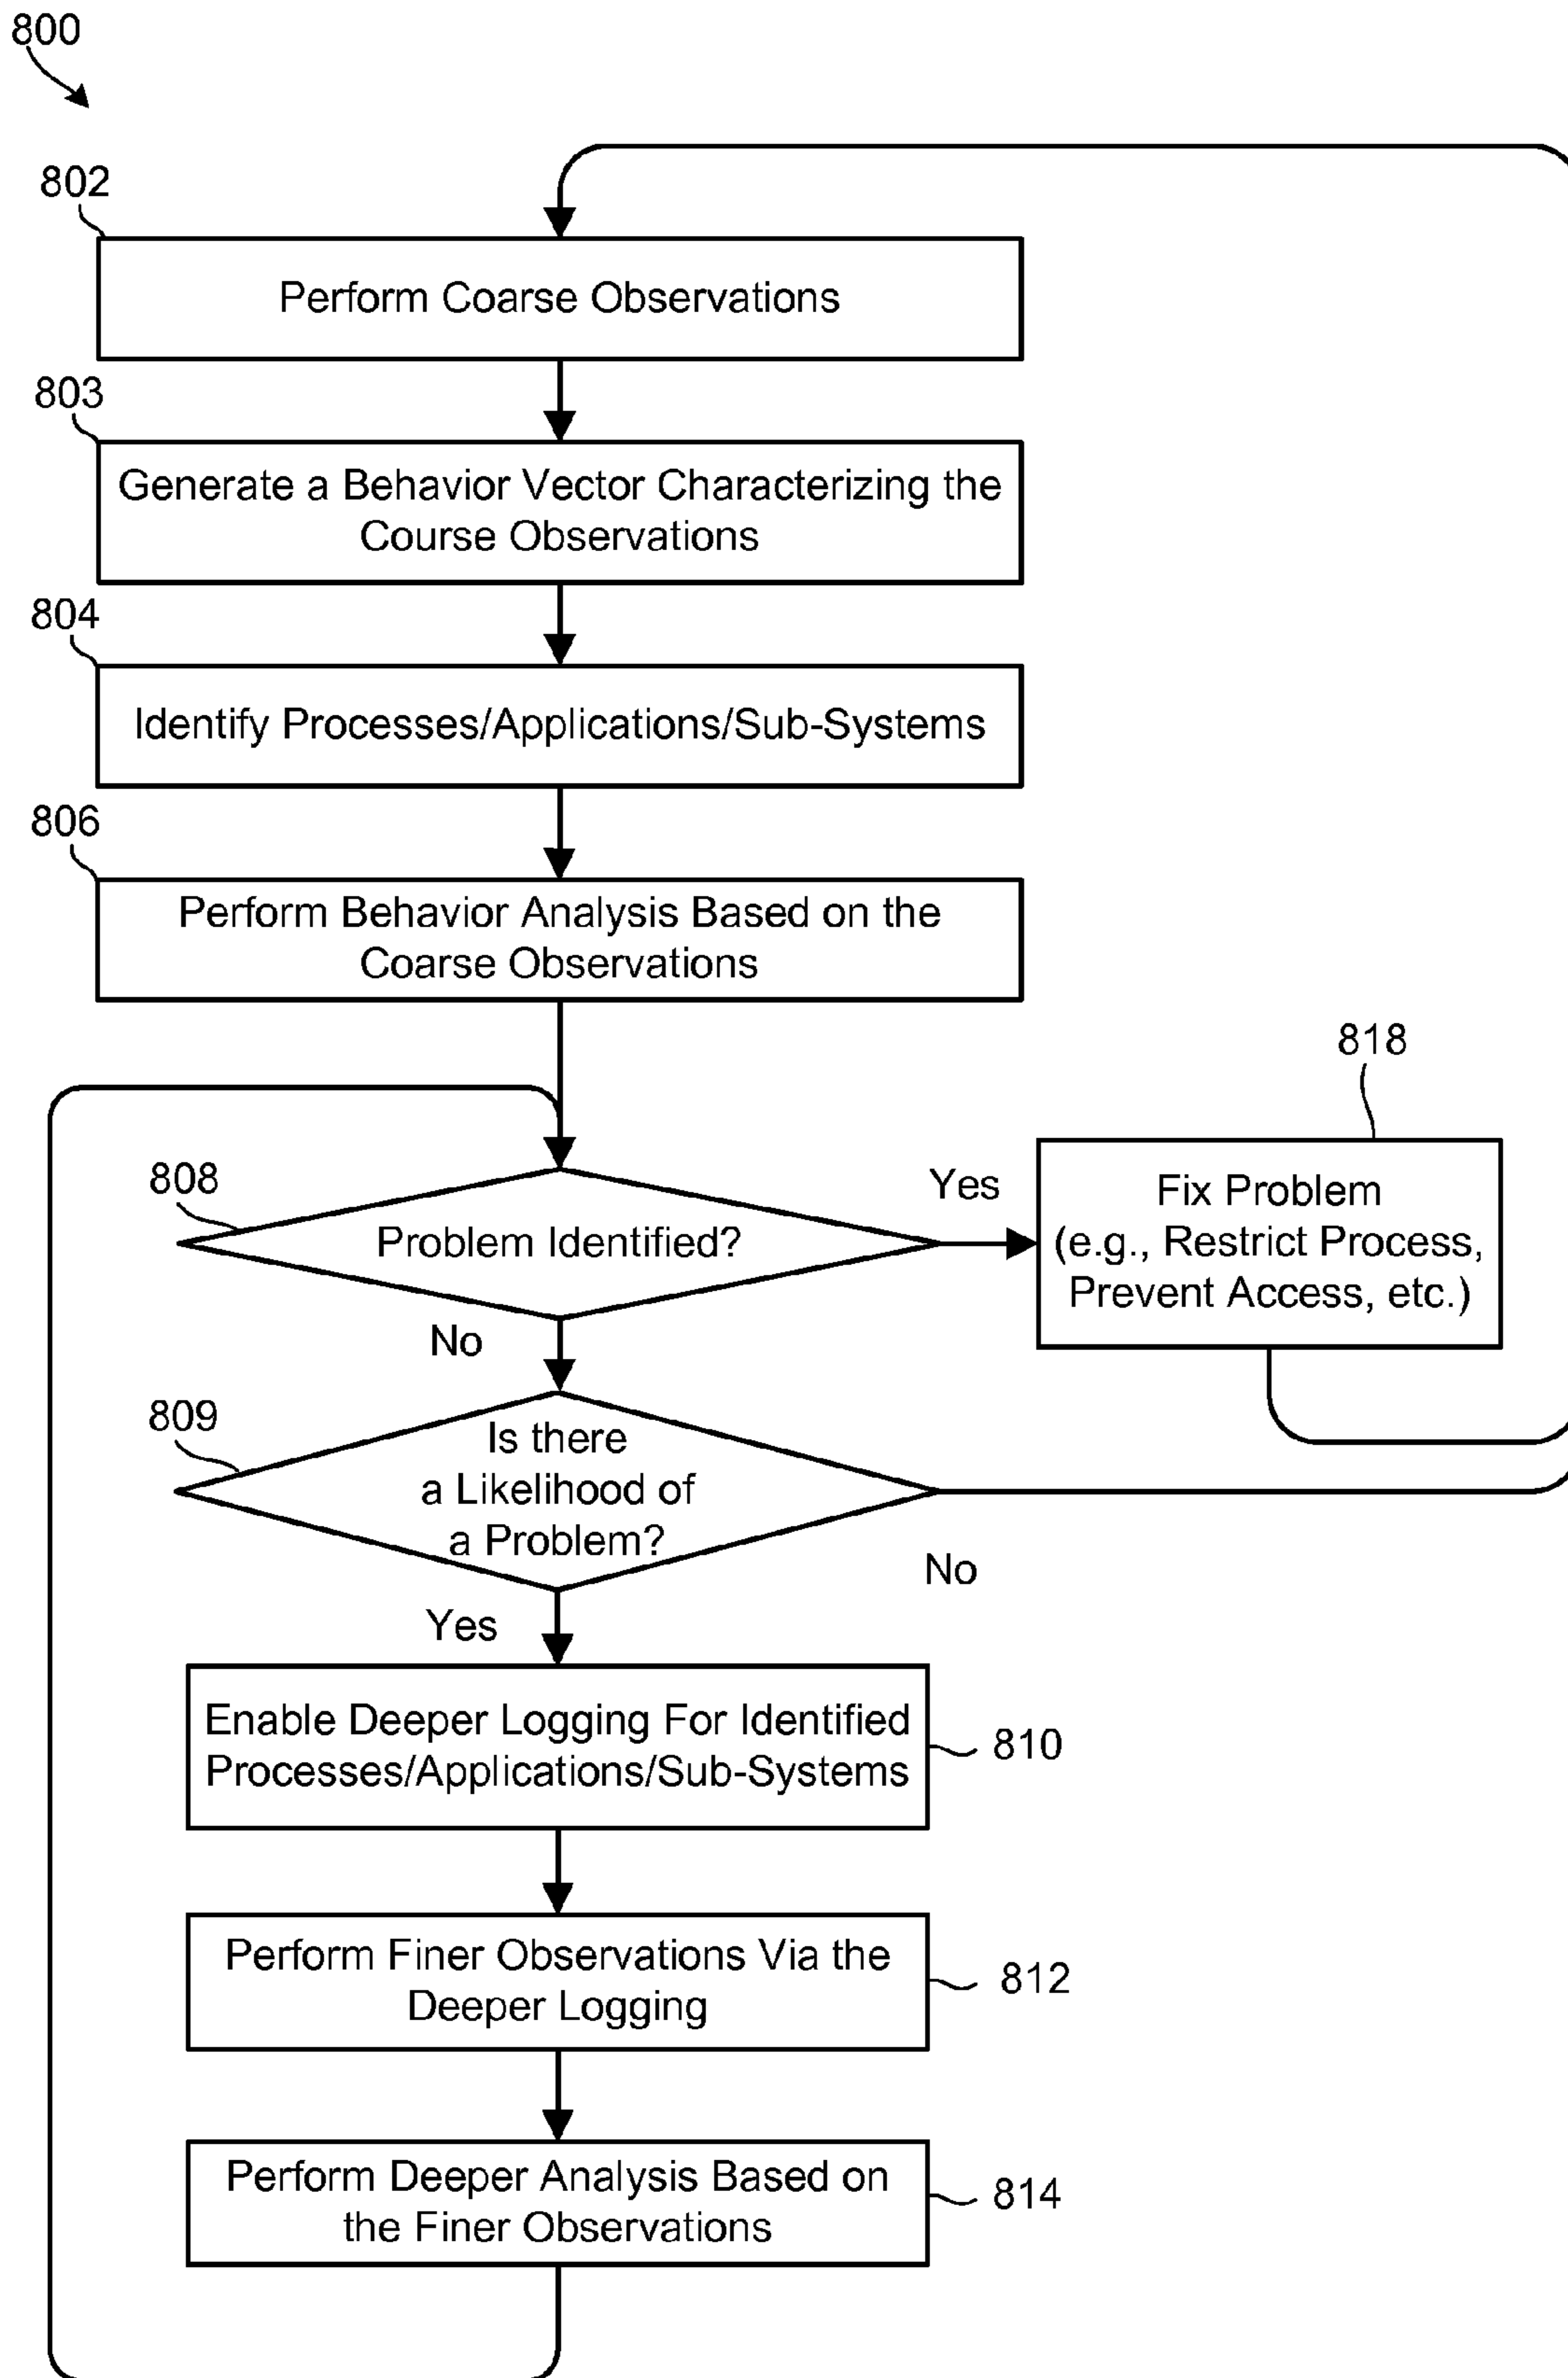 800
802
Perform Coarse Observations
803
Generate a Behavior Vector Characterizing the
Course Observations
804
Identify Processes/Applications/Sub-Systems
806
Perform Behavior Analysis Based on the
Coarse Observations
808
Problem Identified?
Yes
818
Fix Problem
(e.g., Restrict Process,
Prevent Access, etc.)
No
809
Is there
a Likelihood of
a Problem?
No
Yes
Enable Deeper Logging For Identified
Processes/Applications/Sub-Systems
810
Perform Finer Observations Via the
Deeper Logging
812
Perform Deeper Analysis Based on
the Finer Observations
814